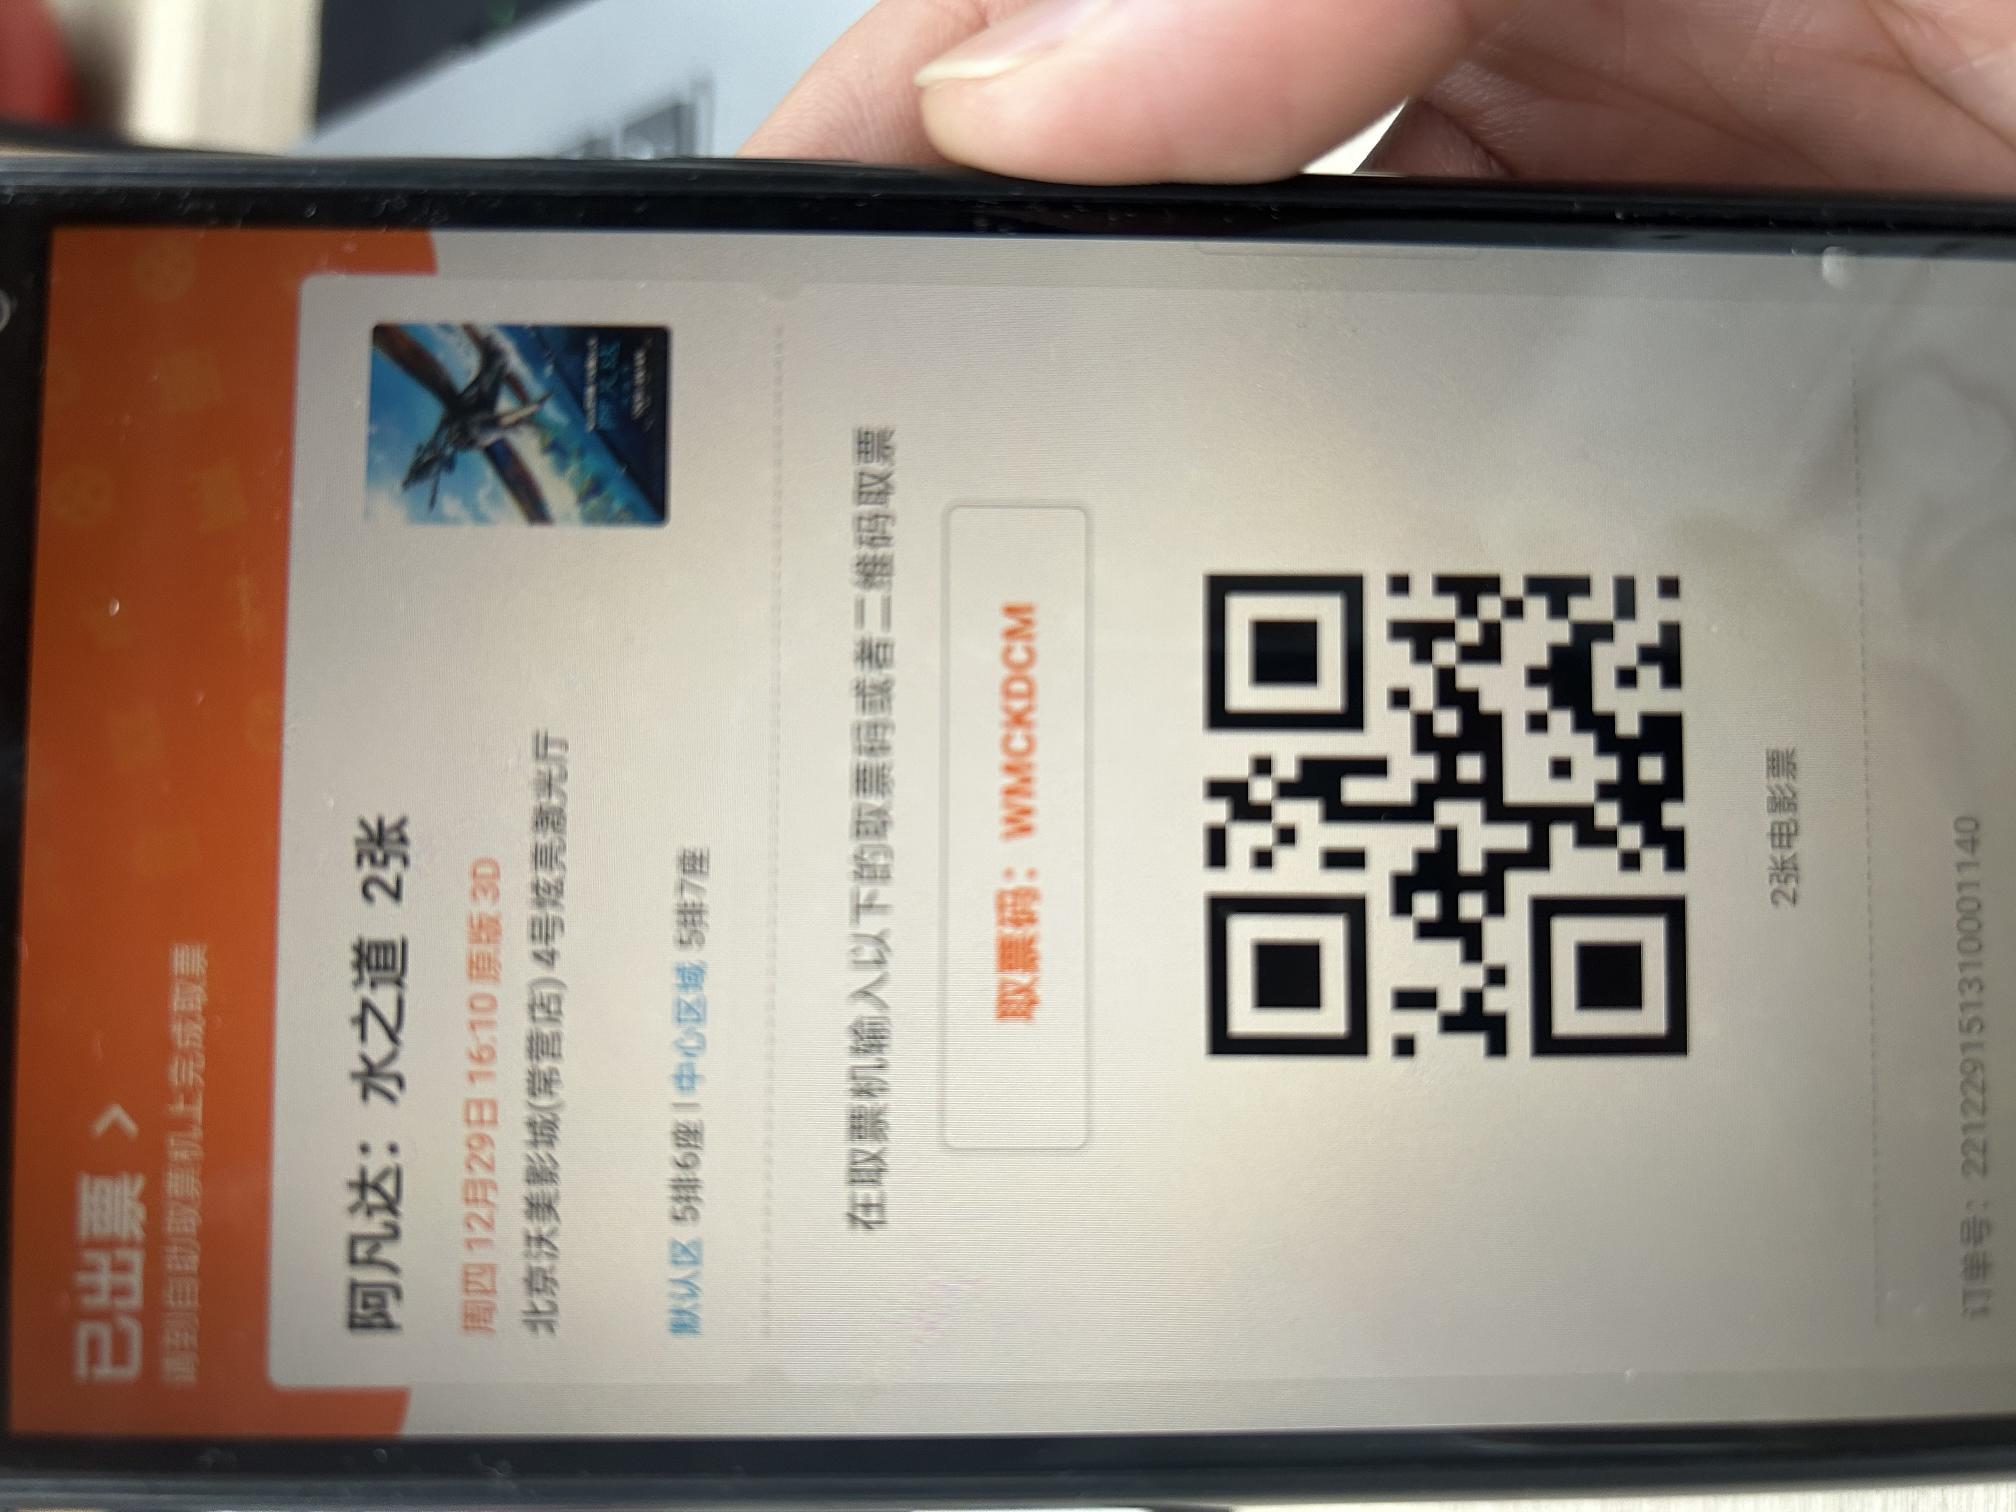 已出票 >
请到自助取票机上完成取票
阿凡达：水之道 2张
周四 12月29日 16:10 原版 3D
北京沃美影城(常营店) 4号炫亮激光厅
默认区 5排6座 | 中心区域 5排7座
在取票机输入以下的取票码或者二维码取票
取票码：WMCKDCM
2张电影票
订单号：221229151310001140